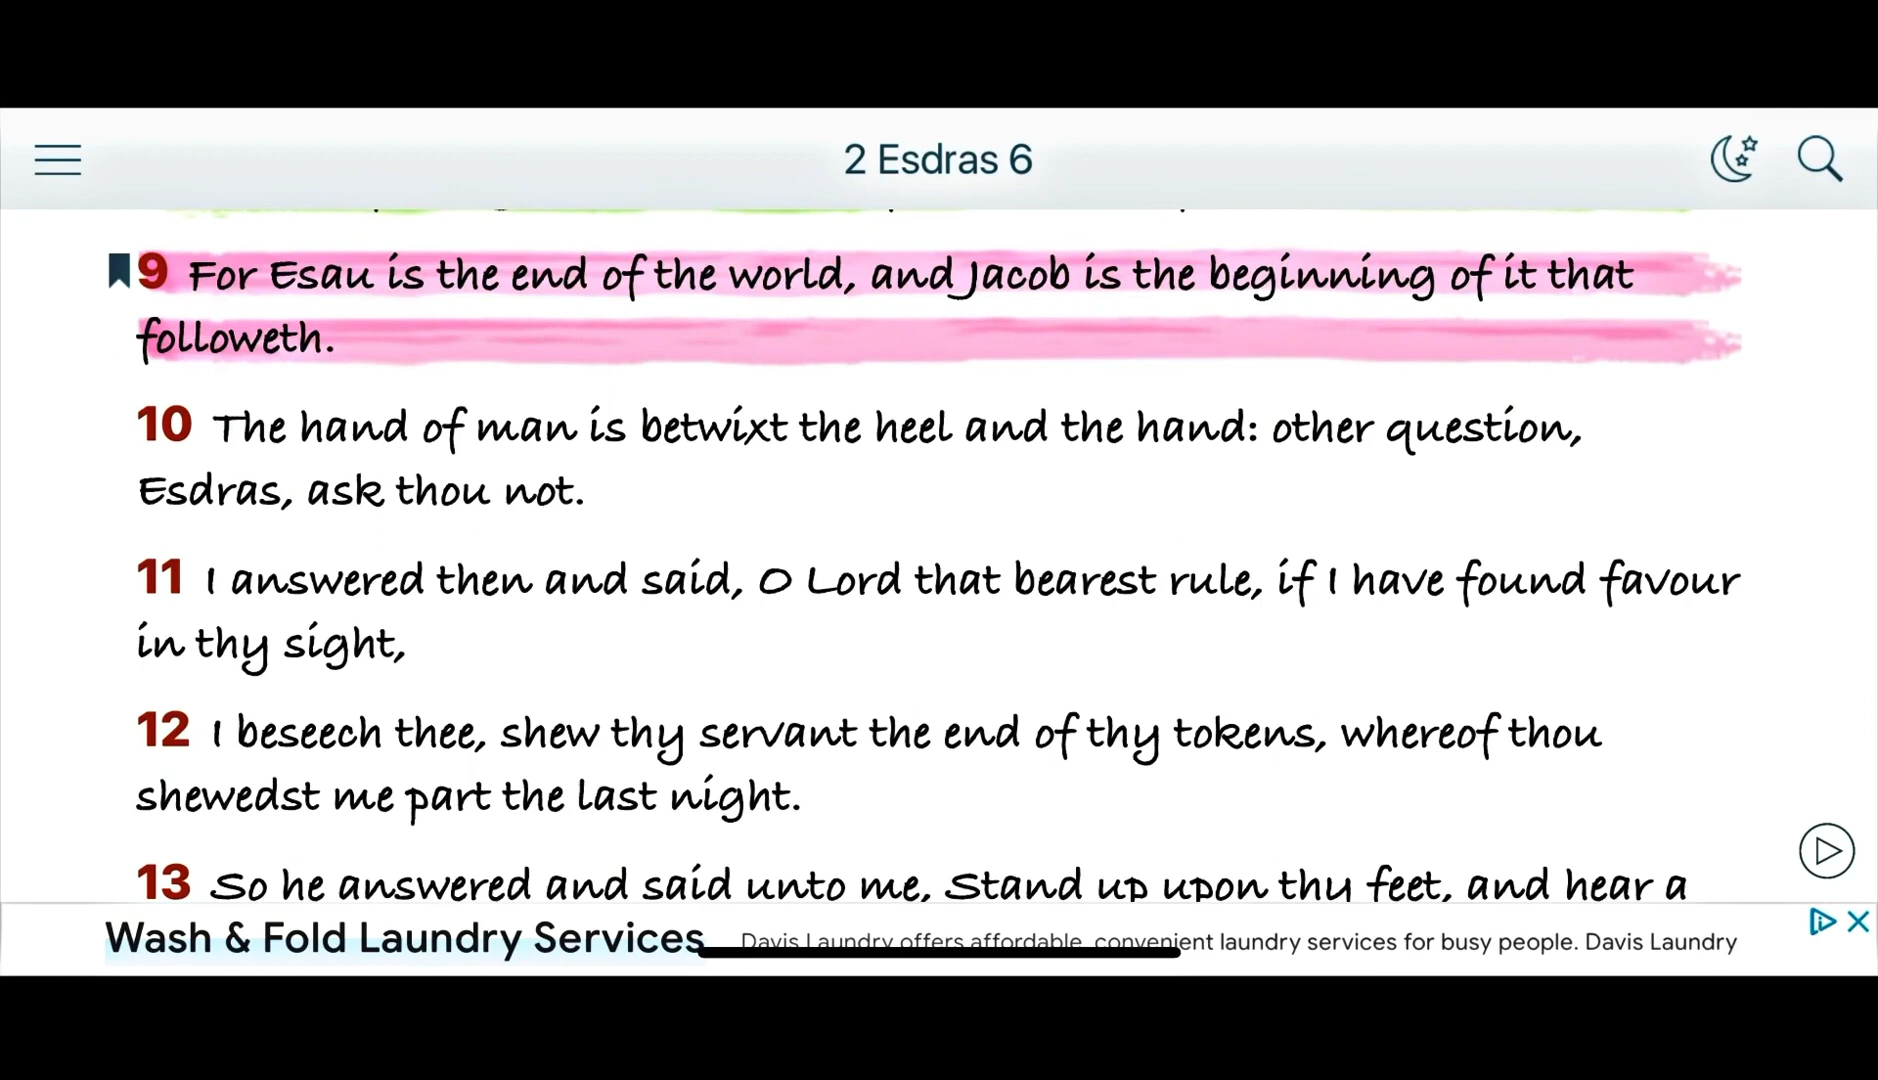 2 Esdras 6
9 For Esau is the end of the world, and Jacob is the beginning of it that
followeth.
10 The hand of man is betwixt the heel and the hand: other question,
Esdras, ask thou not.
11 I answered then and said, O Lord that bearest rule, if I have found favour
in thy sight,
12 I beseech thee, shew thy servant the end of thy tokens, whereof thou
shewedst me part the last night.
13 So he answered and said unto me, Stand up upon thy feet, and hear a
Wash & Fold Laundry Services Davis Laundry offers affordable, convenient laundry services for busy people. Davis Laundry